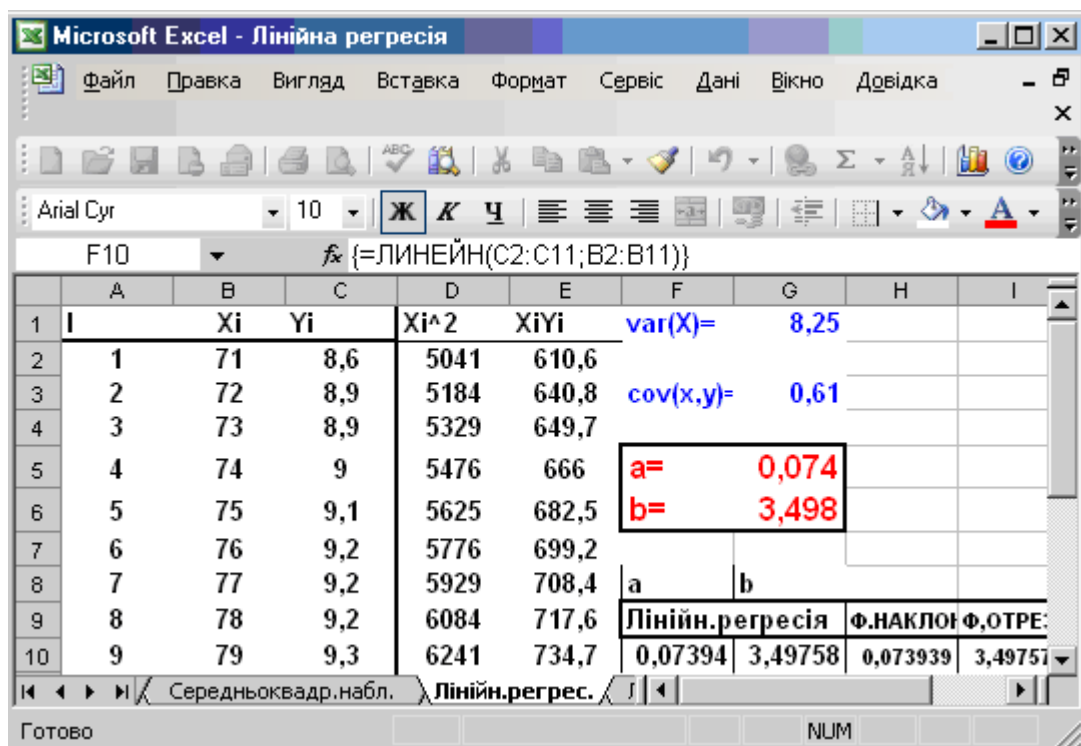 Microsoft Excel - Лінійна регресія
Файл Правка Вигляд Вставка Формат Сервіс Дані Вікно Довідка
Arial Cyr 10 Ж К Ч
F10 fx {=ЛИНЕЙН(C2:C11;B2:B11)}
A B C D E F G H I
1 I Xi Yi Xi^2 XiYi var(X)= 8,25
2 1 71 8,6 5041 610,6
3 2 72 8,9 5184 640,8 cov(x,y)= 0,61
4 3 73 8,9 5329 649,7
5 4 74 9 5476 666 a= 0,074
6 5 75 9,1 5625 682,5 b= 3,498
7 6 76 9,2 5776 699,2
8 7 77 9,2 5929 708,4 a b
9 8 78 9,2 6084 717,6 Лінійн.регресія Ф.НАКЛОН Ф,ОТРЕЗ
10 9 79 9,3 6241 734,7 0,07394 3,49758 0,073939 3,49757
Середньоквадр.набл. Лінійн.регрес.
Готово NUM